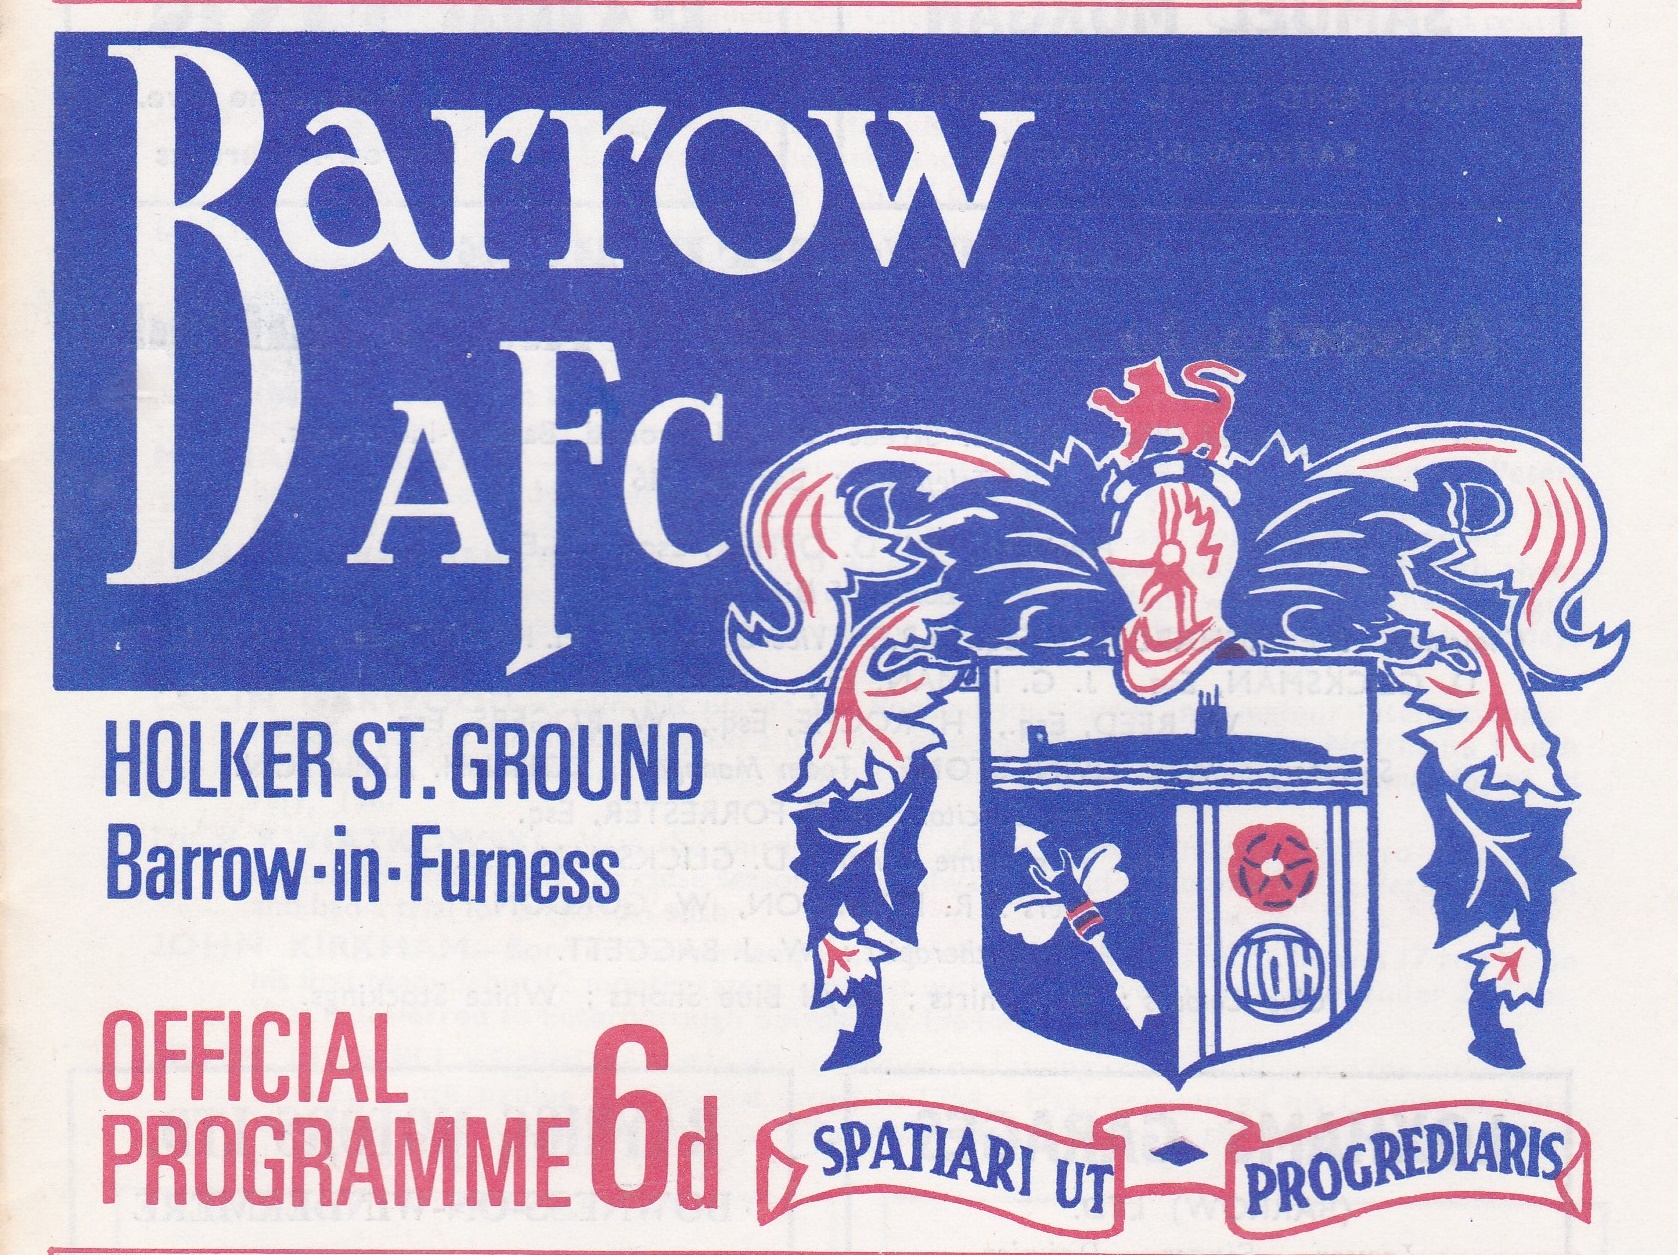 Barrow
AFC
HOLKER ST. GROUND
Barrow-in-Furness
OFFICIAL
PROGRAMME 6d
SPATIARI UT PROGREDIARIS